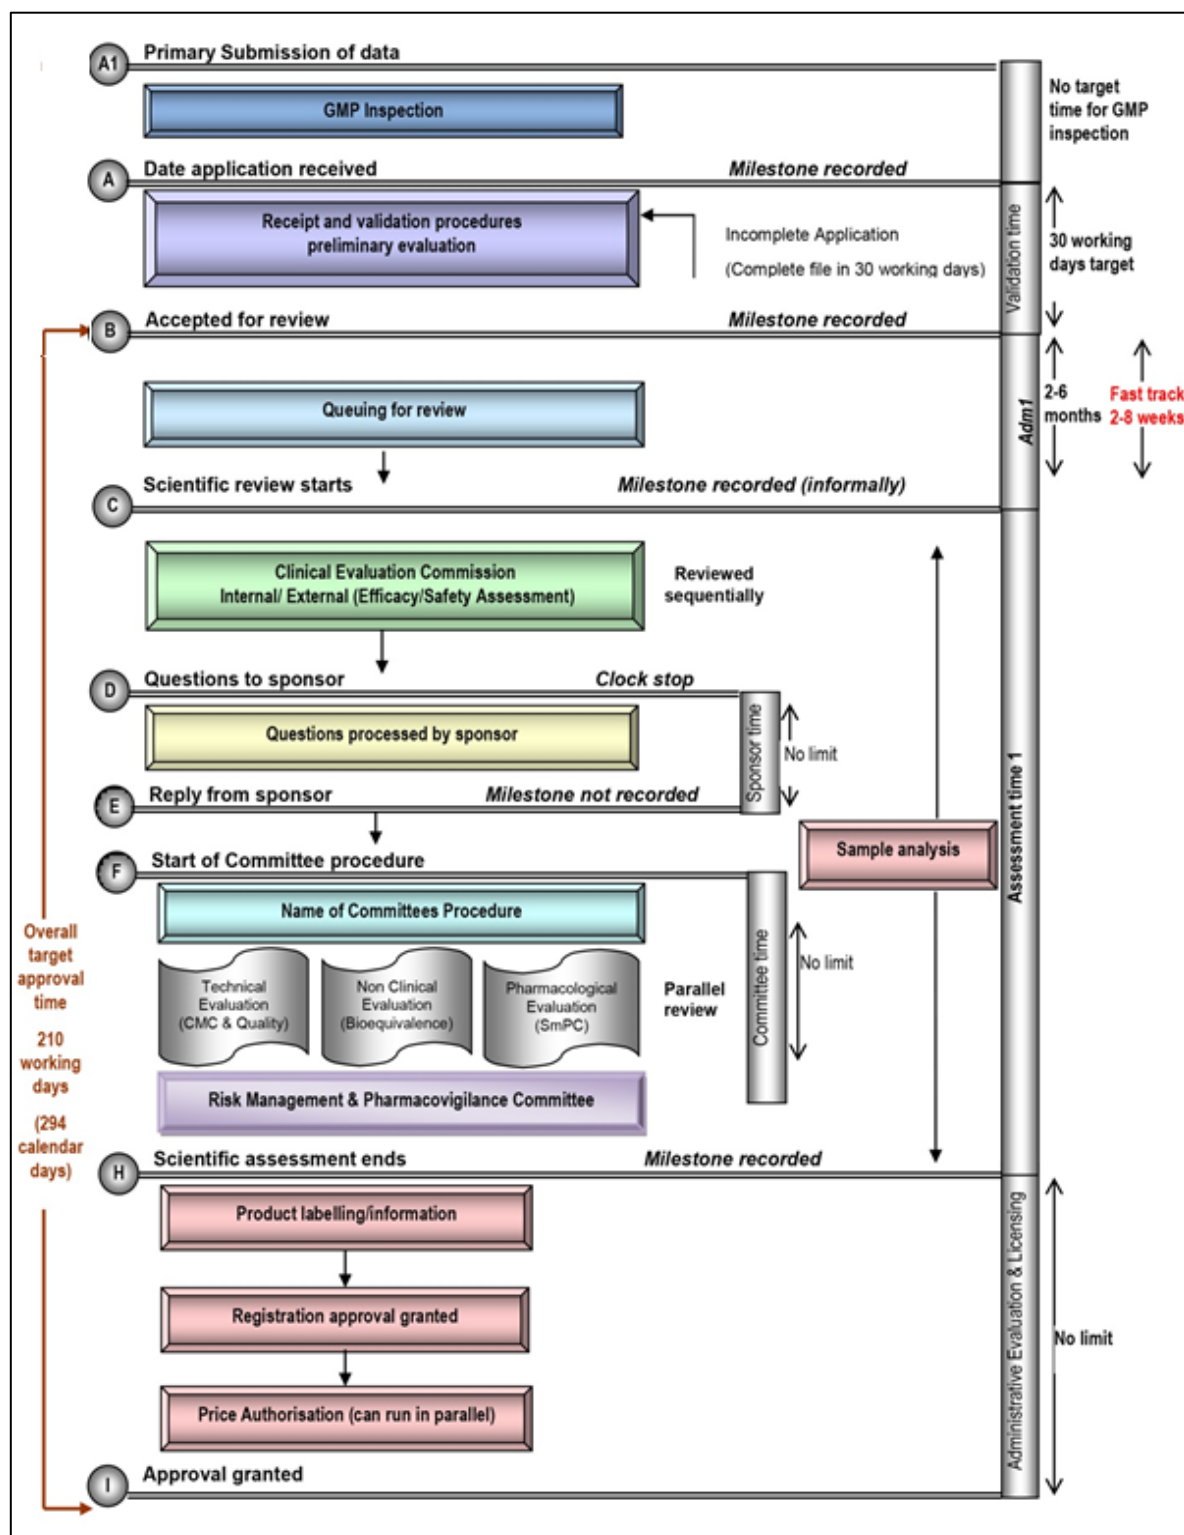 A1 Primary Submission of data
GMP Inspection
No target
time for GMP
inspection
A Date application received Milestone recorded
Receipt and validation procedures
preliminary evaluation
Incomplete Application
(Complete file in 30 working days)
Validation time
30 working
days target
B Accepted for review Milestone recorded
Queuing for review
Adm1
2-6
months
Fast track
2-8 weeks
C Scientific review starts Milestone recorded (informally)
Clinical Evaluation Commission
Internal/ External (Efficacy/Safety Assessment)
Reviewed
sequentially
D Questions to sponsor Clock stop
Questions processed by sponsor
Sponsor time
No limit
E Reply from sponsor Milestone not recorded
Sample analysis
Assessment time 1
F Start of Committee procedure
Name of Committees Procedure
Technical
Evaluation
(CMC & Quality)
Non Clinical
Evaluation
(Bioequivalence)
Pharmacological
Evaluation
(SmPC)
Parallel
review
Committee time
No limit
Risk Management & Pharmacovigilance Committee
Overall
target
approval
time
210
working
days
(294
calendar
days)
H Scientific assessment ends Milestone recorded
Product labelling/information
Registration approval granted
Price Authorisation (can run in parallel)
Administrative Evaluation & Licensing
No limit
I Approval granted